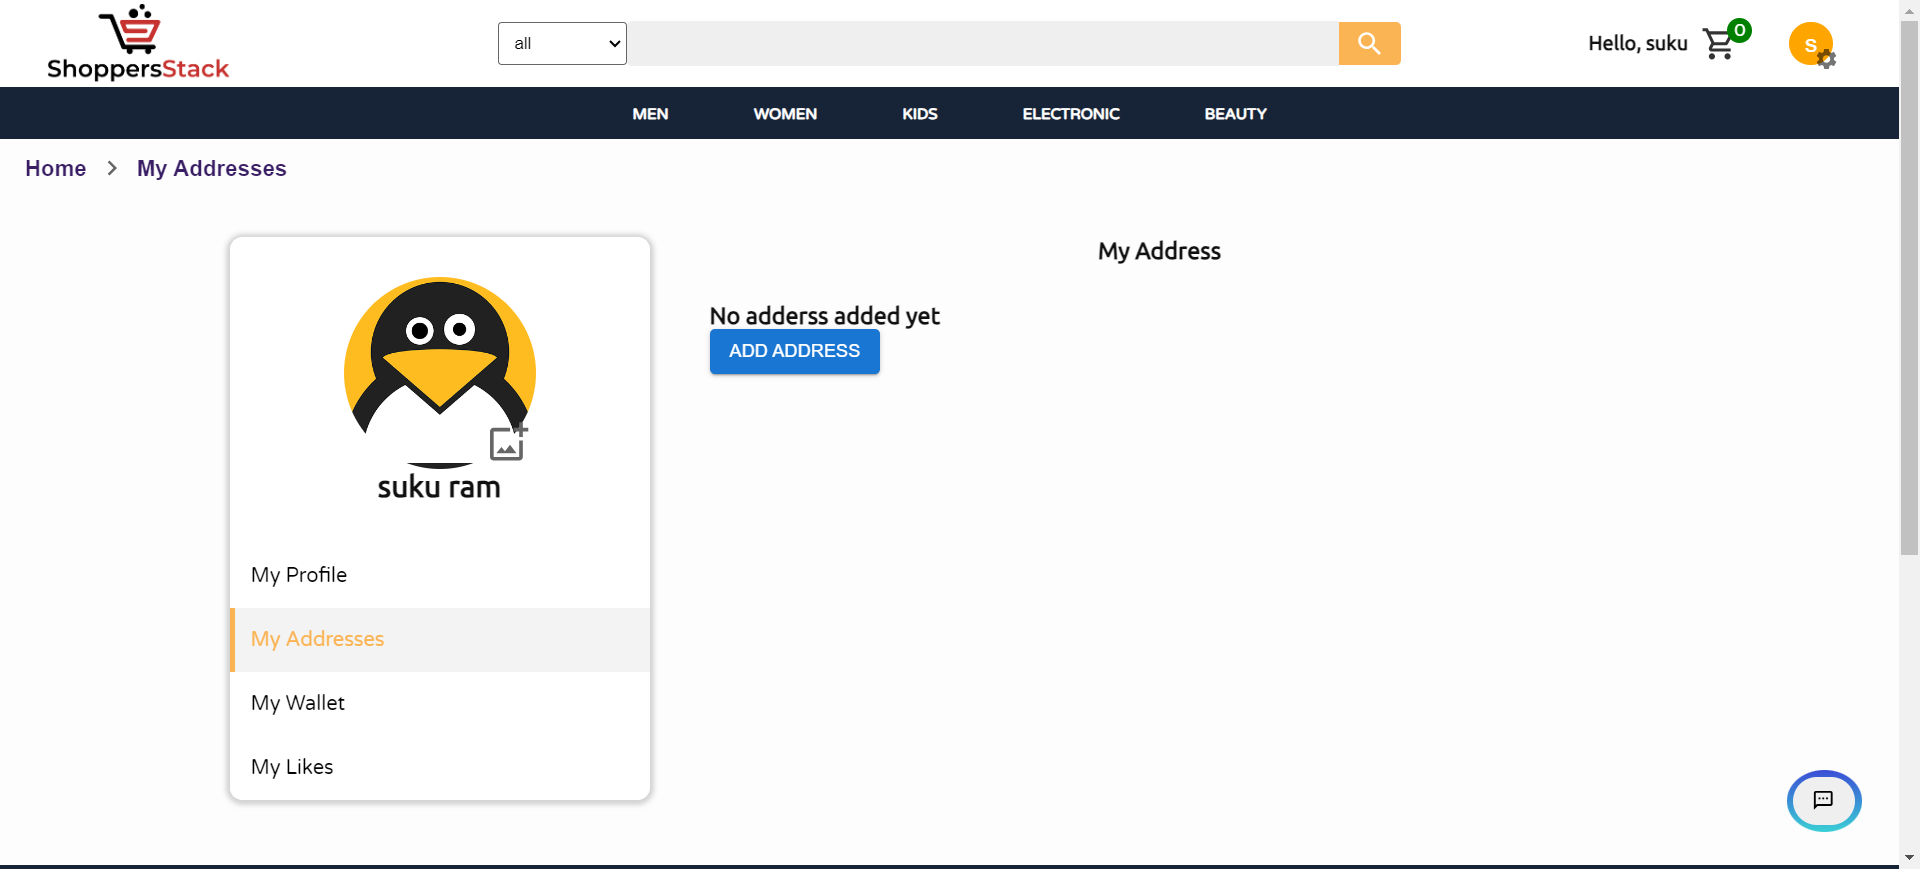 ShoppersStack
all
Hello, suku
0
S
MEN WOMEN KIDS ELECTRONIC BEAUTY
Home > My Addresses
suku ram
My Profile
My Addresses
My Wallet
My Likes
My Address
No adderss added yet
ADD ADDRESS